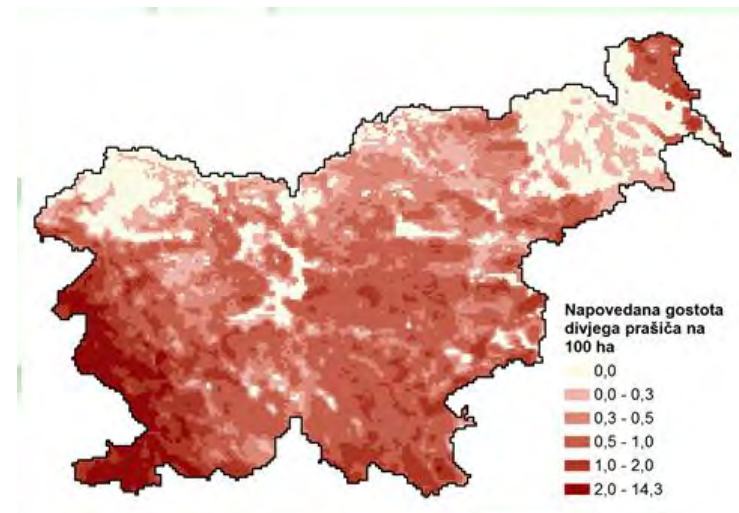 Napovedana gostota
divjega prašiča na
100 ha
0,0
0,0 - 0,3
0,3 - 0,5
0,5 - 1,0
1,0 - 2,0
2,0 - 14,3